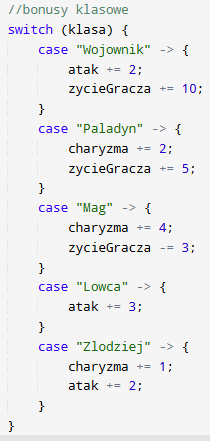 //bonusy klasowe
switch (klasa) {
case "Wojownik" -> {
atak += 2;
zycieGracza += 10;
}
case "Paladyn" -> {
charyzma += 2;
zycieGracza += 5;
}
case "Mag" -> {
charyzma += 4;
zycieGracza -= 3;
}
case "Lowca" -> {
atak += 3;
}
case "Zlodziej" -> {
charyzma += 1;
atak += 2;
}
}